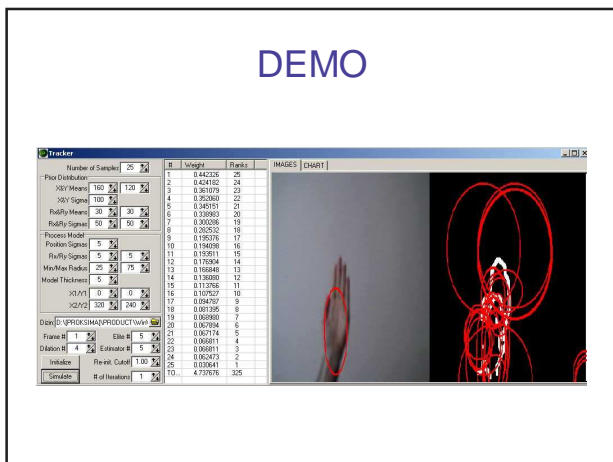 DEMO
Tracker
Number of Samples 25
Prior Distribution
X&Y Means 160 120
X&Y Sigma 100
Rx&Ry Means 30 30
Rx&Ry Sigmas 50 50
Process Model
Position Sigmas 5
Rx/Ry Sigmas 5 5
Min/Max Radius 25 75
Model Thickness 5
X1/Y1 0 0
X2/Y2 320 240
Dizin: D:\[PROKSIMA]\PRODUCT\Win\
Frame # 1 Elite # 5
Dilation # 4 Estimator # 5
Initialize Re-init. Cutoff 1.00
Simulate # of Iterations 1
# Weight Ranks
1 0.442326 25
2 0.424182 24
3 0.361079 23
4 0.352060 22
5 0.345151 21
6 0.338983 20
7 0.300286 19
8 0.282532 18
9 0.195376 17
10 0.194098 16
11 0.193511 15
12 0.176904 14
13 0.166848 13
14 0.136080 12
15 0.113766 11
16 0.107527 10
17 0.094787 9
18 0.081395 8
19 0.068980 7
20 0.067894 6
21 0.067174 5
22 0.066811 4
23 0.066811 3
24 0.062473 2
25 0.030641 1
TO... 4.737676 325
IMAGES CHART